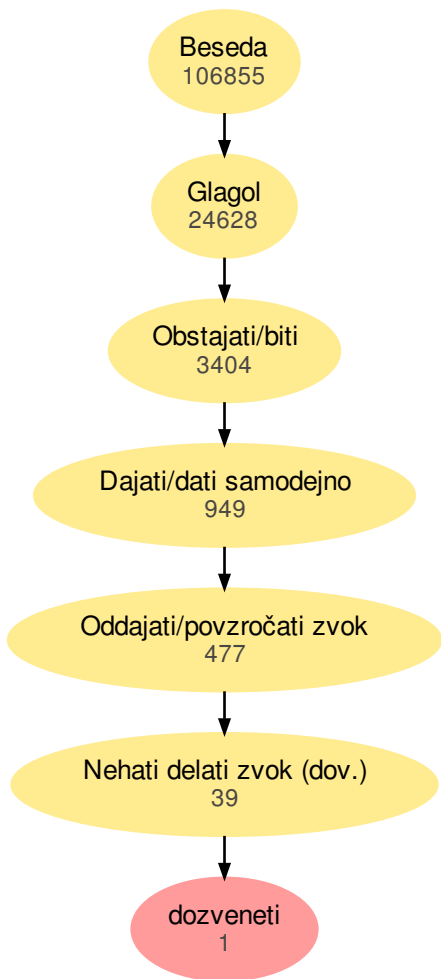 Beseda
106855
Glagol
24628
Obstajati/biti
3404
Dajati/dati samodejno
949
Oddajati/povzročati zvok
477
Nehati delati zvok (dov.)
39
dozveneti
1